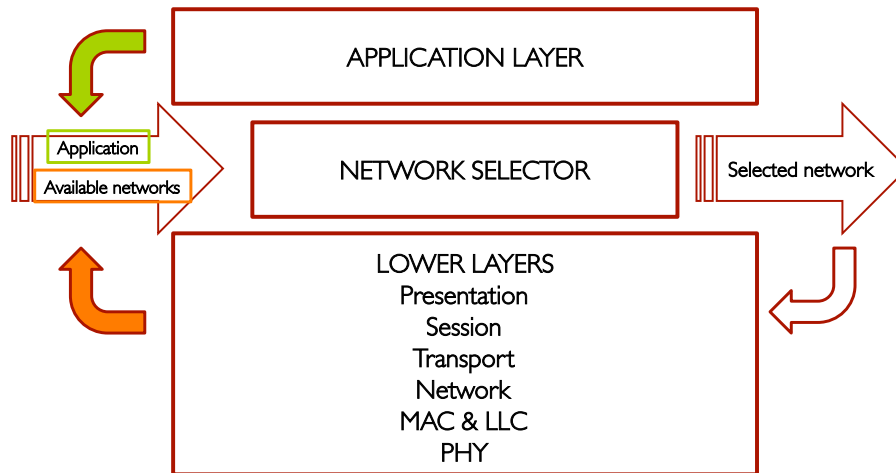 APPLICATION LAYER
Application
Available networks
NETWORK SELECTOR
Selected network
LOWER LAYERS
Presentation
Session
Transport
Network
MAC & LLC
PHY